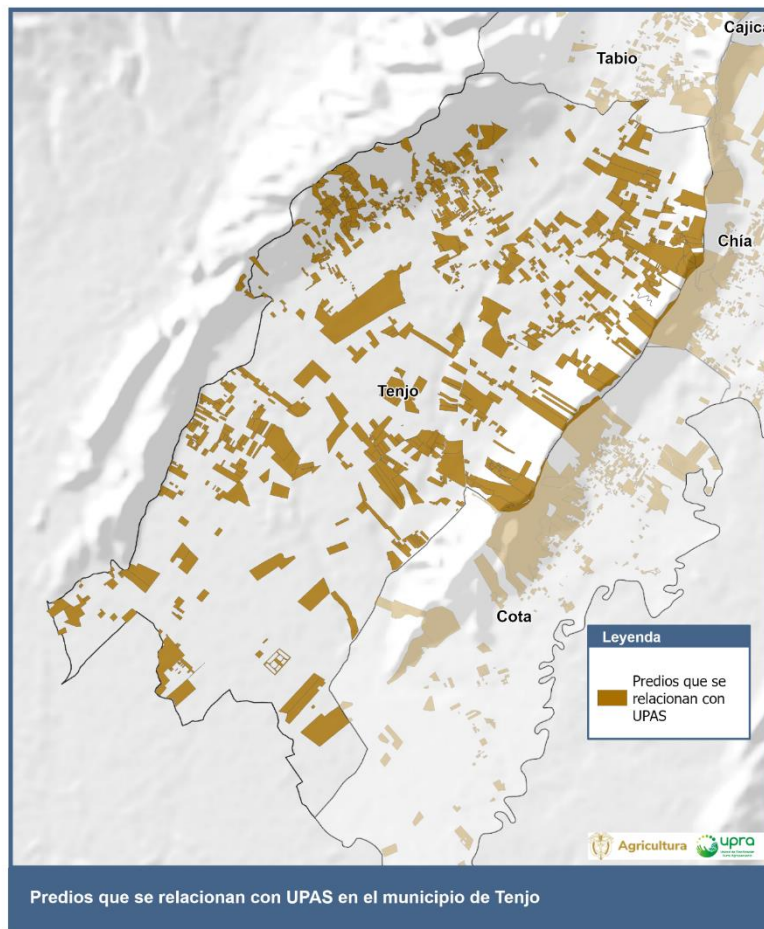 Cajicá
Tabio
Chía
Tenjo
Cota
Leyenda
Predios que se
relacionan con
UPAS
Agricultura
upra
Predios que se relacionan con UPAS en el municipio de Tenjo